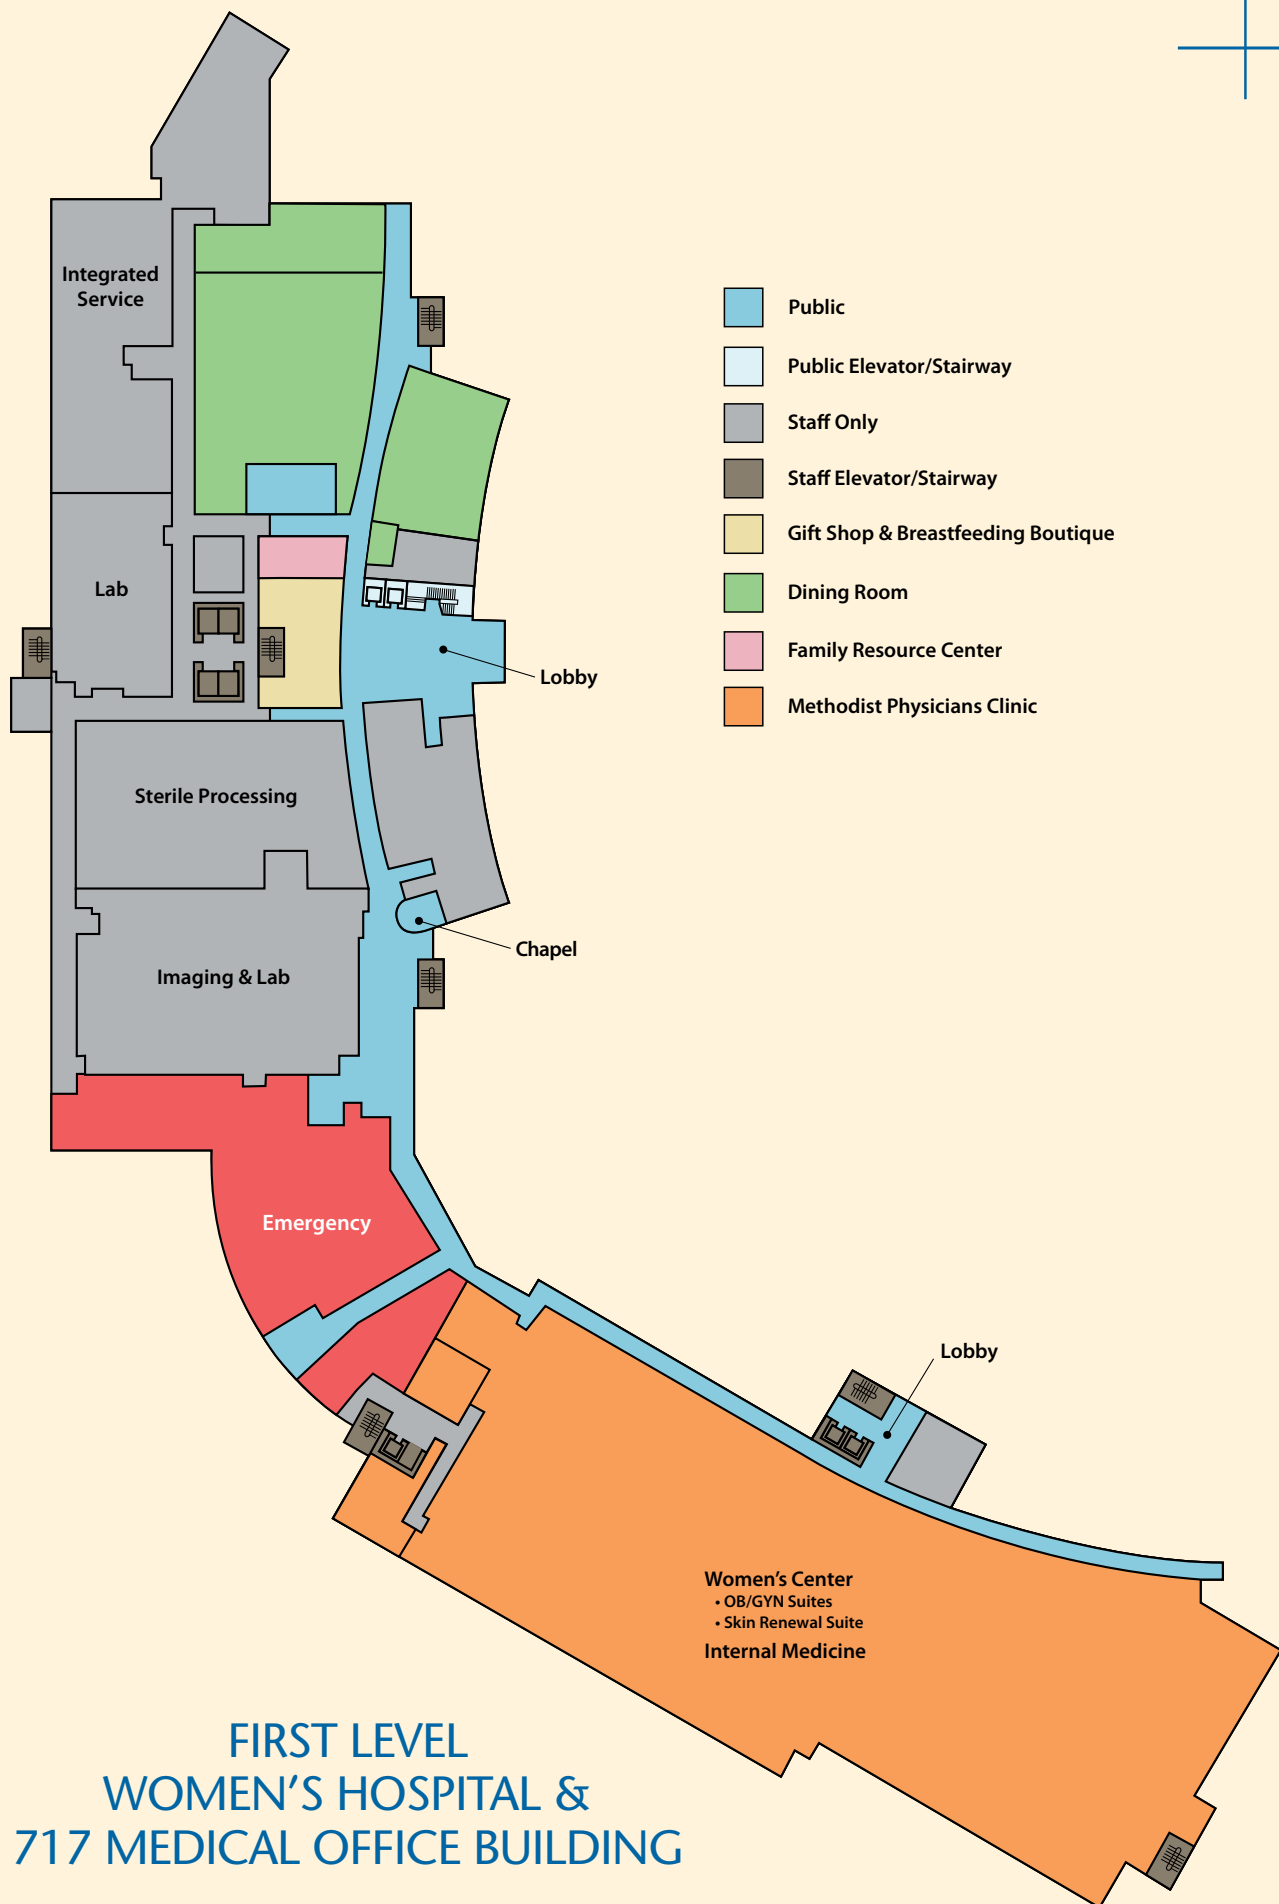 Integrated
Service
Lab
Sterile Processing
Imaging & Lab
Emergency
Lobby
Chapel
Public
Public Elevator/Stairway
Staff Only
Staff Elevator/Stairway
Gift Shop & Breastfeeding Boutique
Dining Room
Family Resource Center
Methodist Physicians Clinic
Lobby
Women's Center
• OB/GYN Suites
• Skin Renewal Suite
Internal Medicine
FIRST LEVEL
WOMEN'S HOSPITAL &
717 MEDICAL OFFICE BUILDING